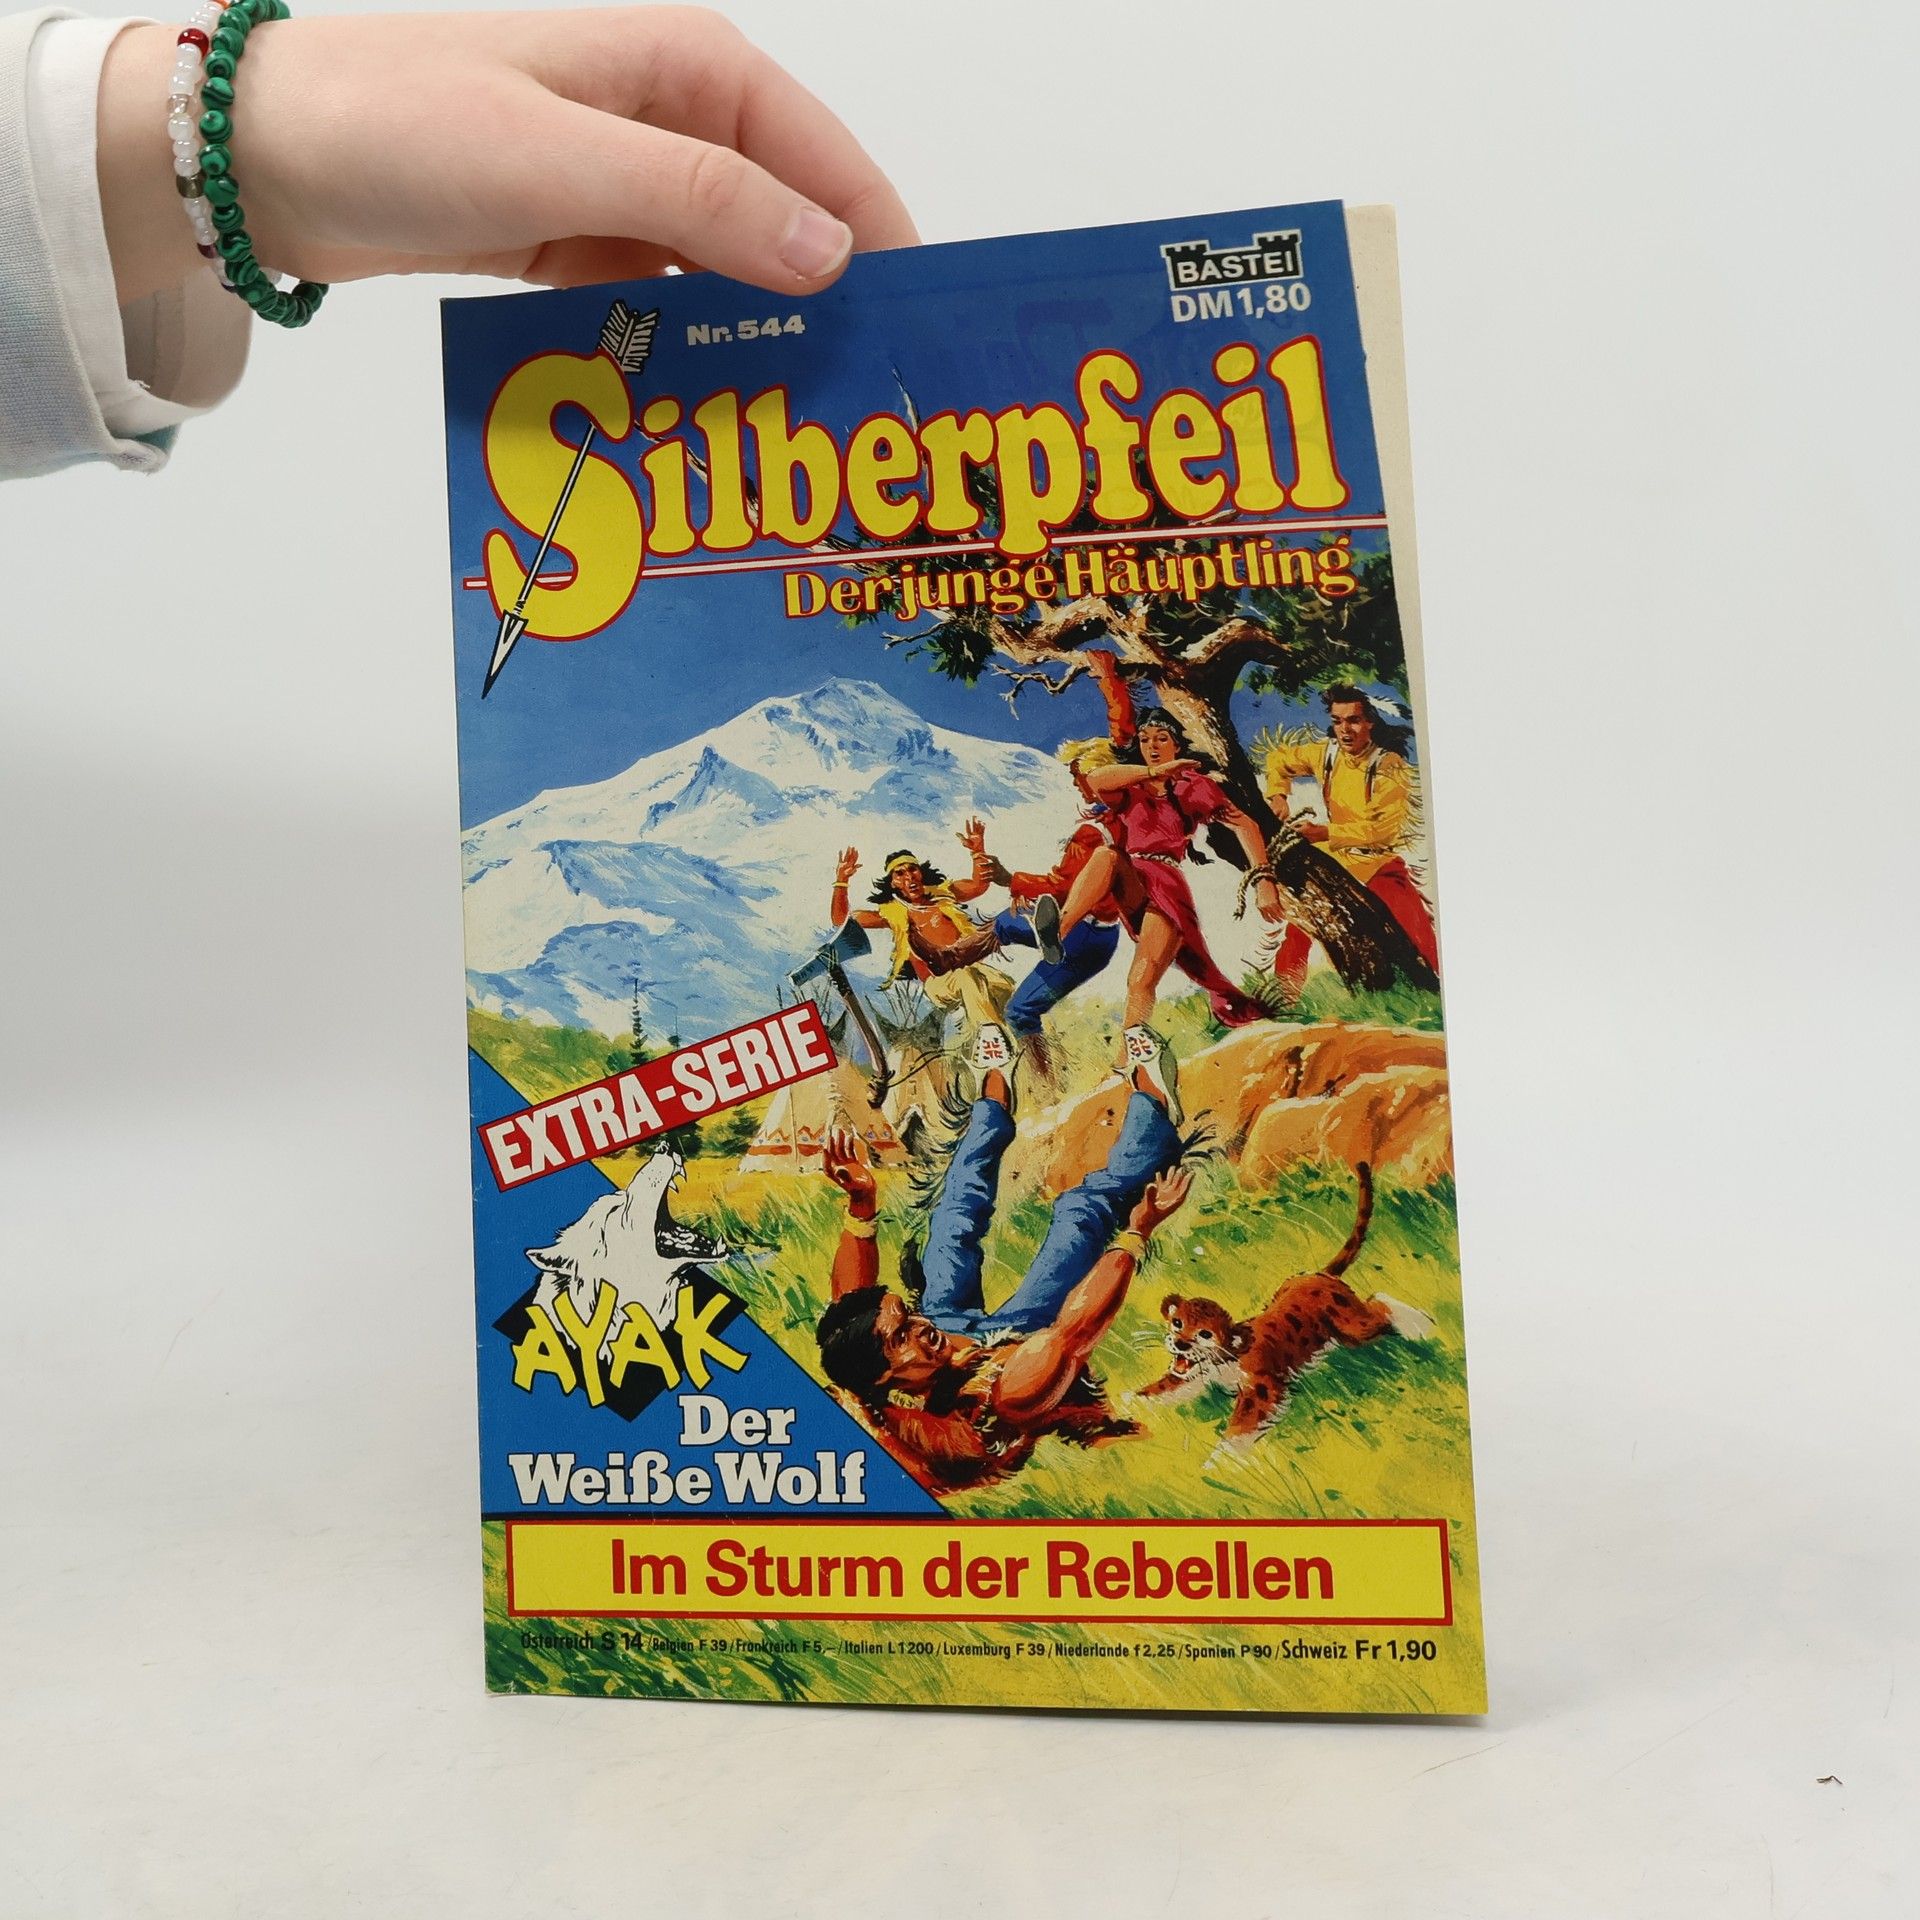 BASTEI
DM 1,80
Nr. 544
Silberpfeil
Der junge Häuptling
EXTRA-SERIE
AYAK
Der
Weiße Wolf
Im Sturm der Rebellen
Österreich S 14/Belgien F 39/Frankreich F 5,–/Italien L 1200/Luxemburg F 39/Niederlande f 2,25/Spanien P 90/Schweiz Fr 1,90